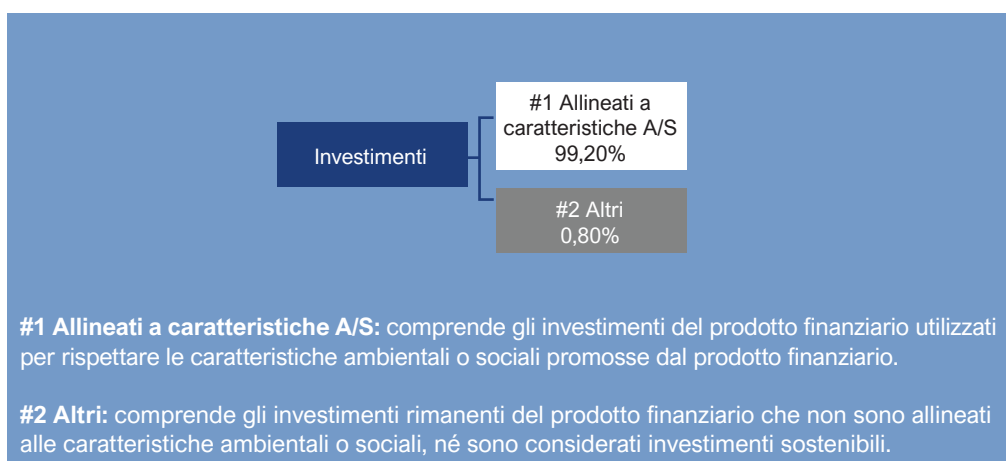 #1 Allineati a
caratteristiche A/S
99,20%
Investimenti
#2 Altri
0,80%
#1 Allineati a caratteristiche A/S: comprende gli investimenti del prodotto finanziario utilizzati
per rispettare le caratteristiche ambientali o sociali promosse dal prodotto finanziario.
#2 Altri: comprende gli investimenti rimanenti del prodotto finanziario che non sono allineati
alle caratteristiche ambientali o sociali, né sono considerati investimenti sostenibili.